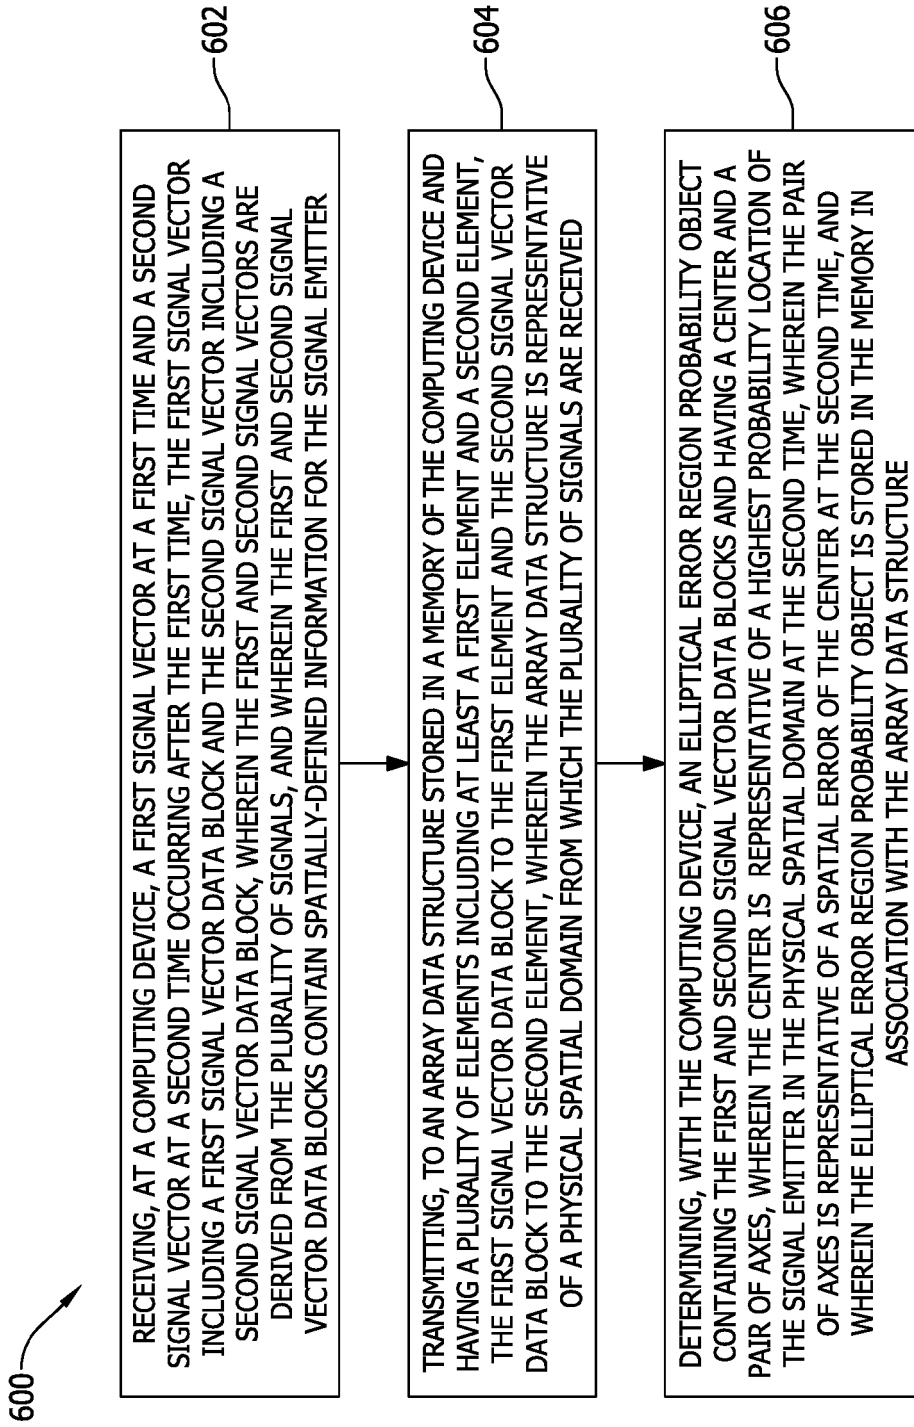 600
RECEIVING, AT A COMPUTING DEVICE, A FIRST SIGNAL VECTOR AT A FIRST TIME AND A SECOND
SIGNAL VECTOR AT A SECOND TIME OCCURRING AFTER THE FIRST TIME, THE FIRST SIGNAL VECTOR
INCLUDING A FIRST SIGNAL VECTOR DATA BLOCK AND THE SECOND SIGNAL VECTOR INCLUDING A
SECOND SIGNAL VECTOR DATA BLOCK, WHEREIN THE FIRST AND SECOND SIGNAL VECTORS ARE
DERIVED FROM THE PLURALITY OF SIGNALS, AND WHEREIN THE FIRST AND SECOND SIGNAL
VECTOR DATA BLOCKS CONTAIN SPATIALLY-DEFINED INFORMATION FOR THE SIGNAL EMITTER
602
TRANSMITTING, TO AN ARRAY DATA STRUCTURE STORED IN A MEMORY OF THE COMPUTING DEVICE AND
HAVING A PLURALITY OF ELEMENTS INCLUDING AT LEAST A FIRST ELEMENT AND A SECOND ELEMENT,
THE FIRST SIGNAL VECTOR DATA BLOCK TO THE FIRST ELEMENT AND THE SECOND SIGNAL VECTOR
DATA BLOCK TO THE SECOND ELEMENT, WHEREIN THE ARRAY DATA STRUCTURE IS REPRESENTATIVE
OF A PHYSICAL SPATIAL DOMAIN FROM WHICH THE PLURALITY OF SIGNALS ARE RECEIVED
604
DETERMINING, WITH THE COMPUTING DEVICE, AN ELLIPTICAL ERROR REGION PROBABILITY OBJECT
CONTAINING THE FIRST AND SECOND SIGNAL VECTOR DATA BLOCKS AND HAVING A CENTER AND A
PAIR OF AXES, WHEREIN THE CENTER IS REPRESENTATIVE OF A HIGHEST PROBABILITY LOCATION OF
THE SIGNAL EMITTER IN THE PHYSICAL SPATIAL DOMAIN AT THE SECOND TIME, WHEREIN THE PAIR
OF AXES IS REPRESENTATIVE OF A SPATIAL ERROR OF THE CENTER AT THE SECOND TIME, AND
WHEREIN THE ELLIPTICAL ERROR REGION PROBABILITY OBJECT IS STORED IN THE MEMORY IN
ASSOCIATION WITH THE ARRAY DATA STRUCTURE
606